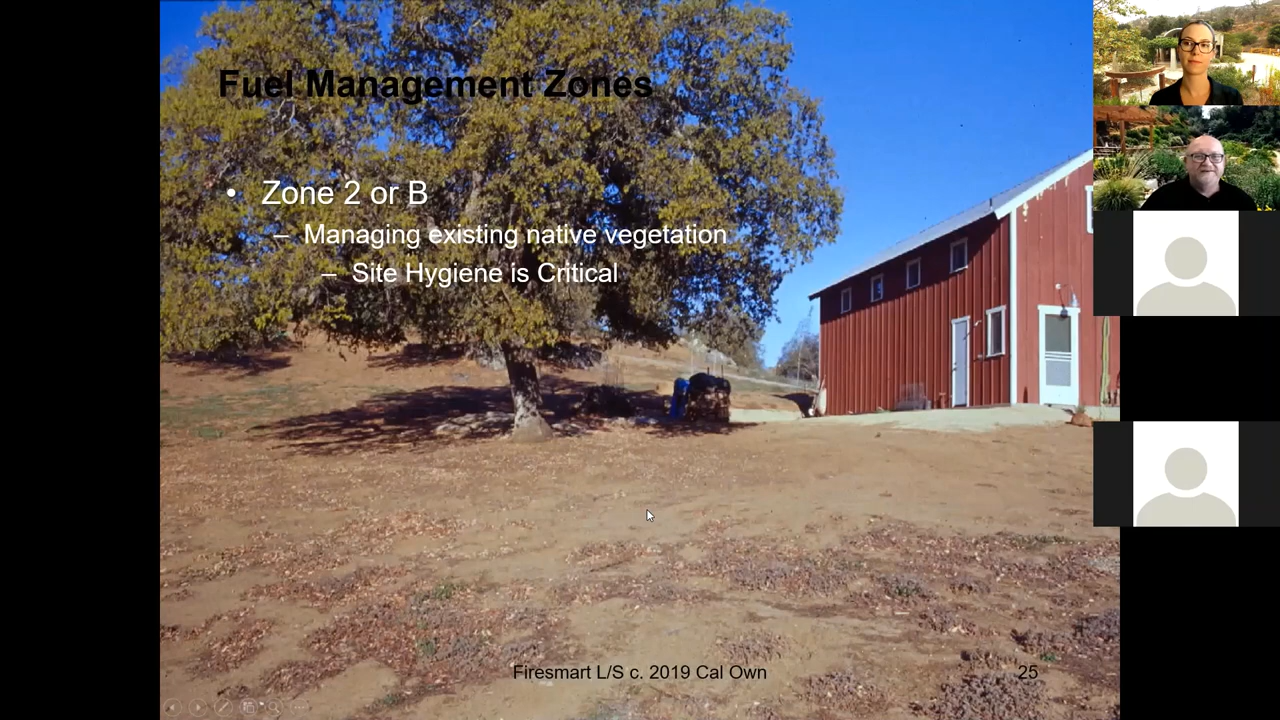 Fuel Management Zones
• Zone 2 or B
– Managing existing native vegetation
– Site Hygiene is Critical
Firesmart L/S c. 2019 Cal Own
25